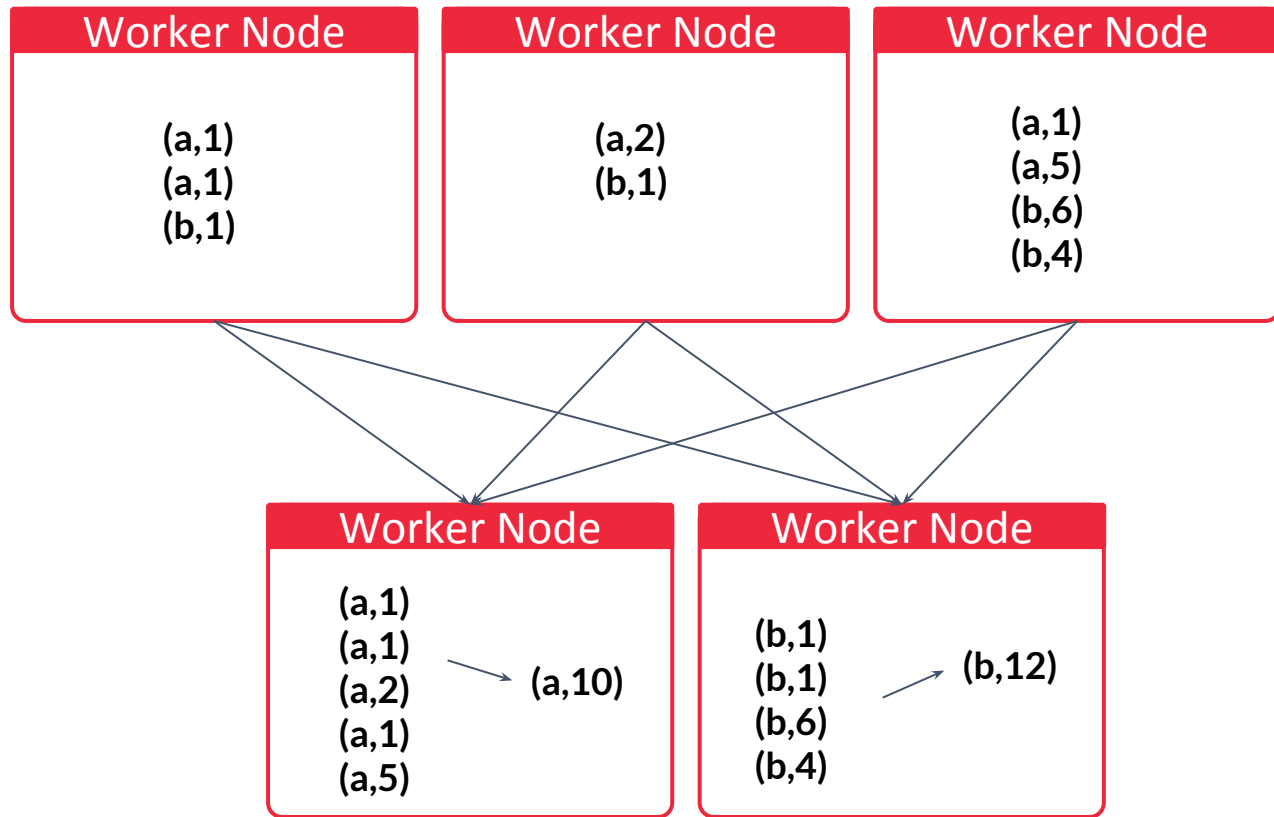 Worker Node
(a,1)
(a,1)
(b,1)
Worker Node
(a,2)
(b,1)
Worker Node
(a,1)
(a,5)
(b,6)
(b,4)
Worker Node
(a,1)
(a,1)
(a,2)
(a,1)
(a,5)
(a,10)
Worker Node
(b,1)
(b,1)
(b,6)
(b,4)
(b,12)